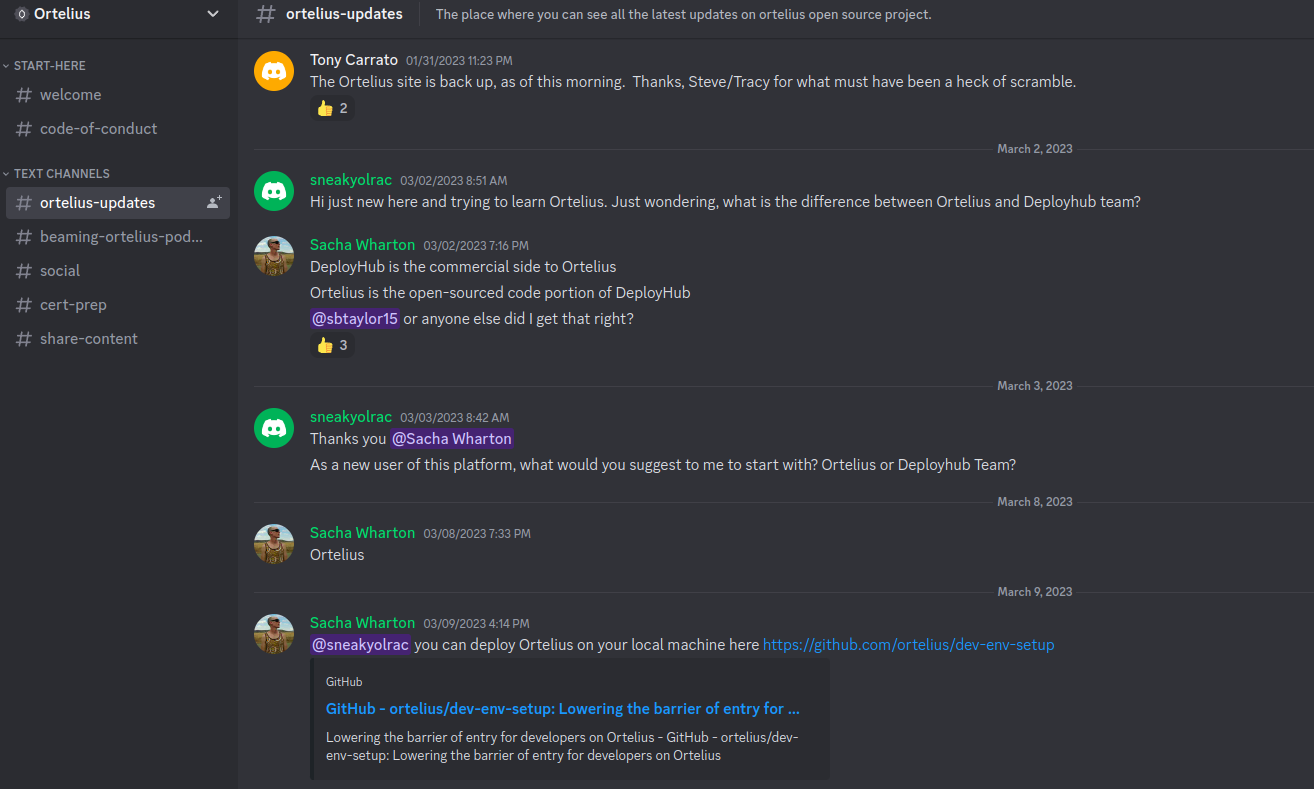 Ortelius
START-HERE
# welcome
# code-of-conduct
TEXT CHANNELS
# ortelius-updates
# beaming-ortelius-pod...
# social
# cert-prep
# share-content
# ortelius-updates The place where you can see all the latest updates on ortelius open source project.
Tony Carrato 01/31/2023 11:23 PM
The Ortelius site is back up, as of this morning. Thanks, Steve/Tracy for what must have been a heck of scramble.
👍 2
March 2, 2023
sneakyolrac 03/02/2023 8:51 AM
Hi just new here and trying to learn Ortelius. Just wondering, what is the difference between Ortelius and Deployhub team?
Sacha Wharton 03/02/2023 7:16 PM
DeployHub is the commercial side to Ortelius
Ortelius is the open-sourced code portion of DeployHub
@sbtaylor15 or anyone else did I get that right?
👍 3
March 3, 2023
sneakyolrac 03/03/2023 8:42 AM
Thanks you @Sacha Wharton
As a new user of this platform, what would you suggest to me to start with? Ortelius or Deployhub Team?
March 8, 2023
Sacha Wharton 03/08/2023 7:33 PM
Ortelius
March 9, 2023
Sacha Wharton 03/09/2023 4:14 PM
@sneakyolrac you can deploy Ortelius on your local machine here https://github.com/ortelius/dev-env-setup
GitHub
GitHub - ortelius/dev-env-setup: Lowering the barrier of entry for ...
Lowering the barrier of entry for developers on Ortelius - GitHub - ortelius/dev-
env-setup: Lowering the barrier of entry for developers on Ortelius